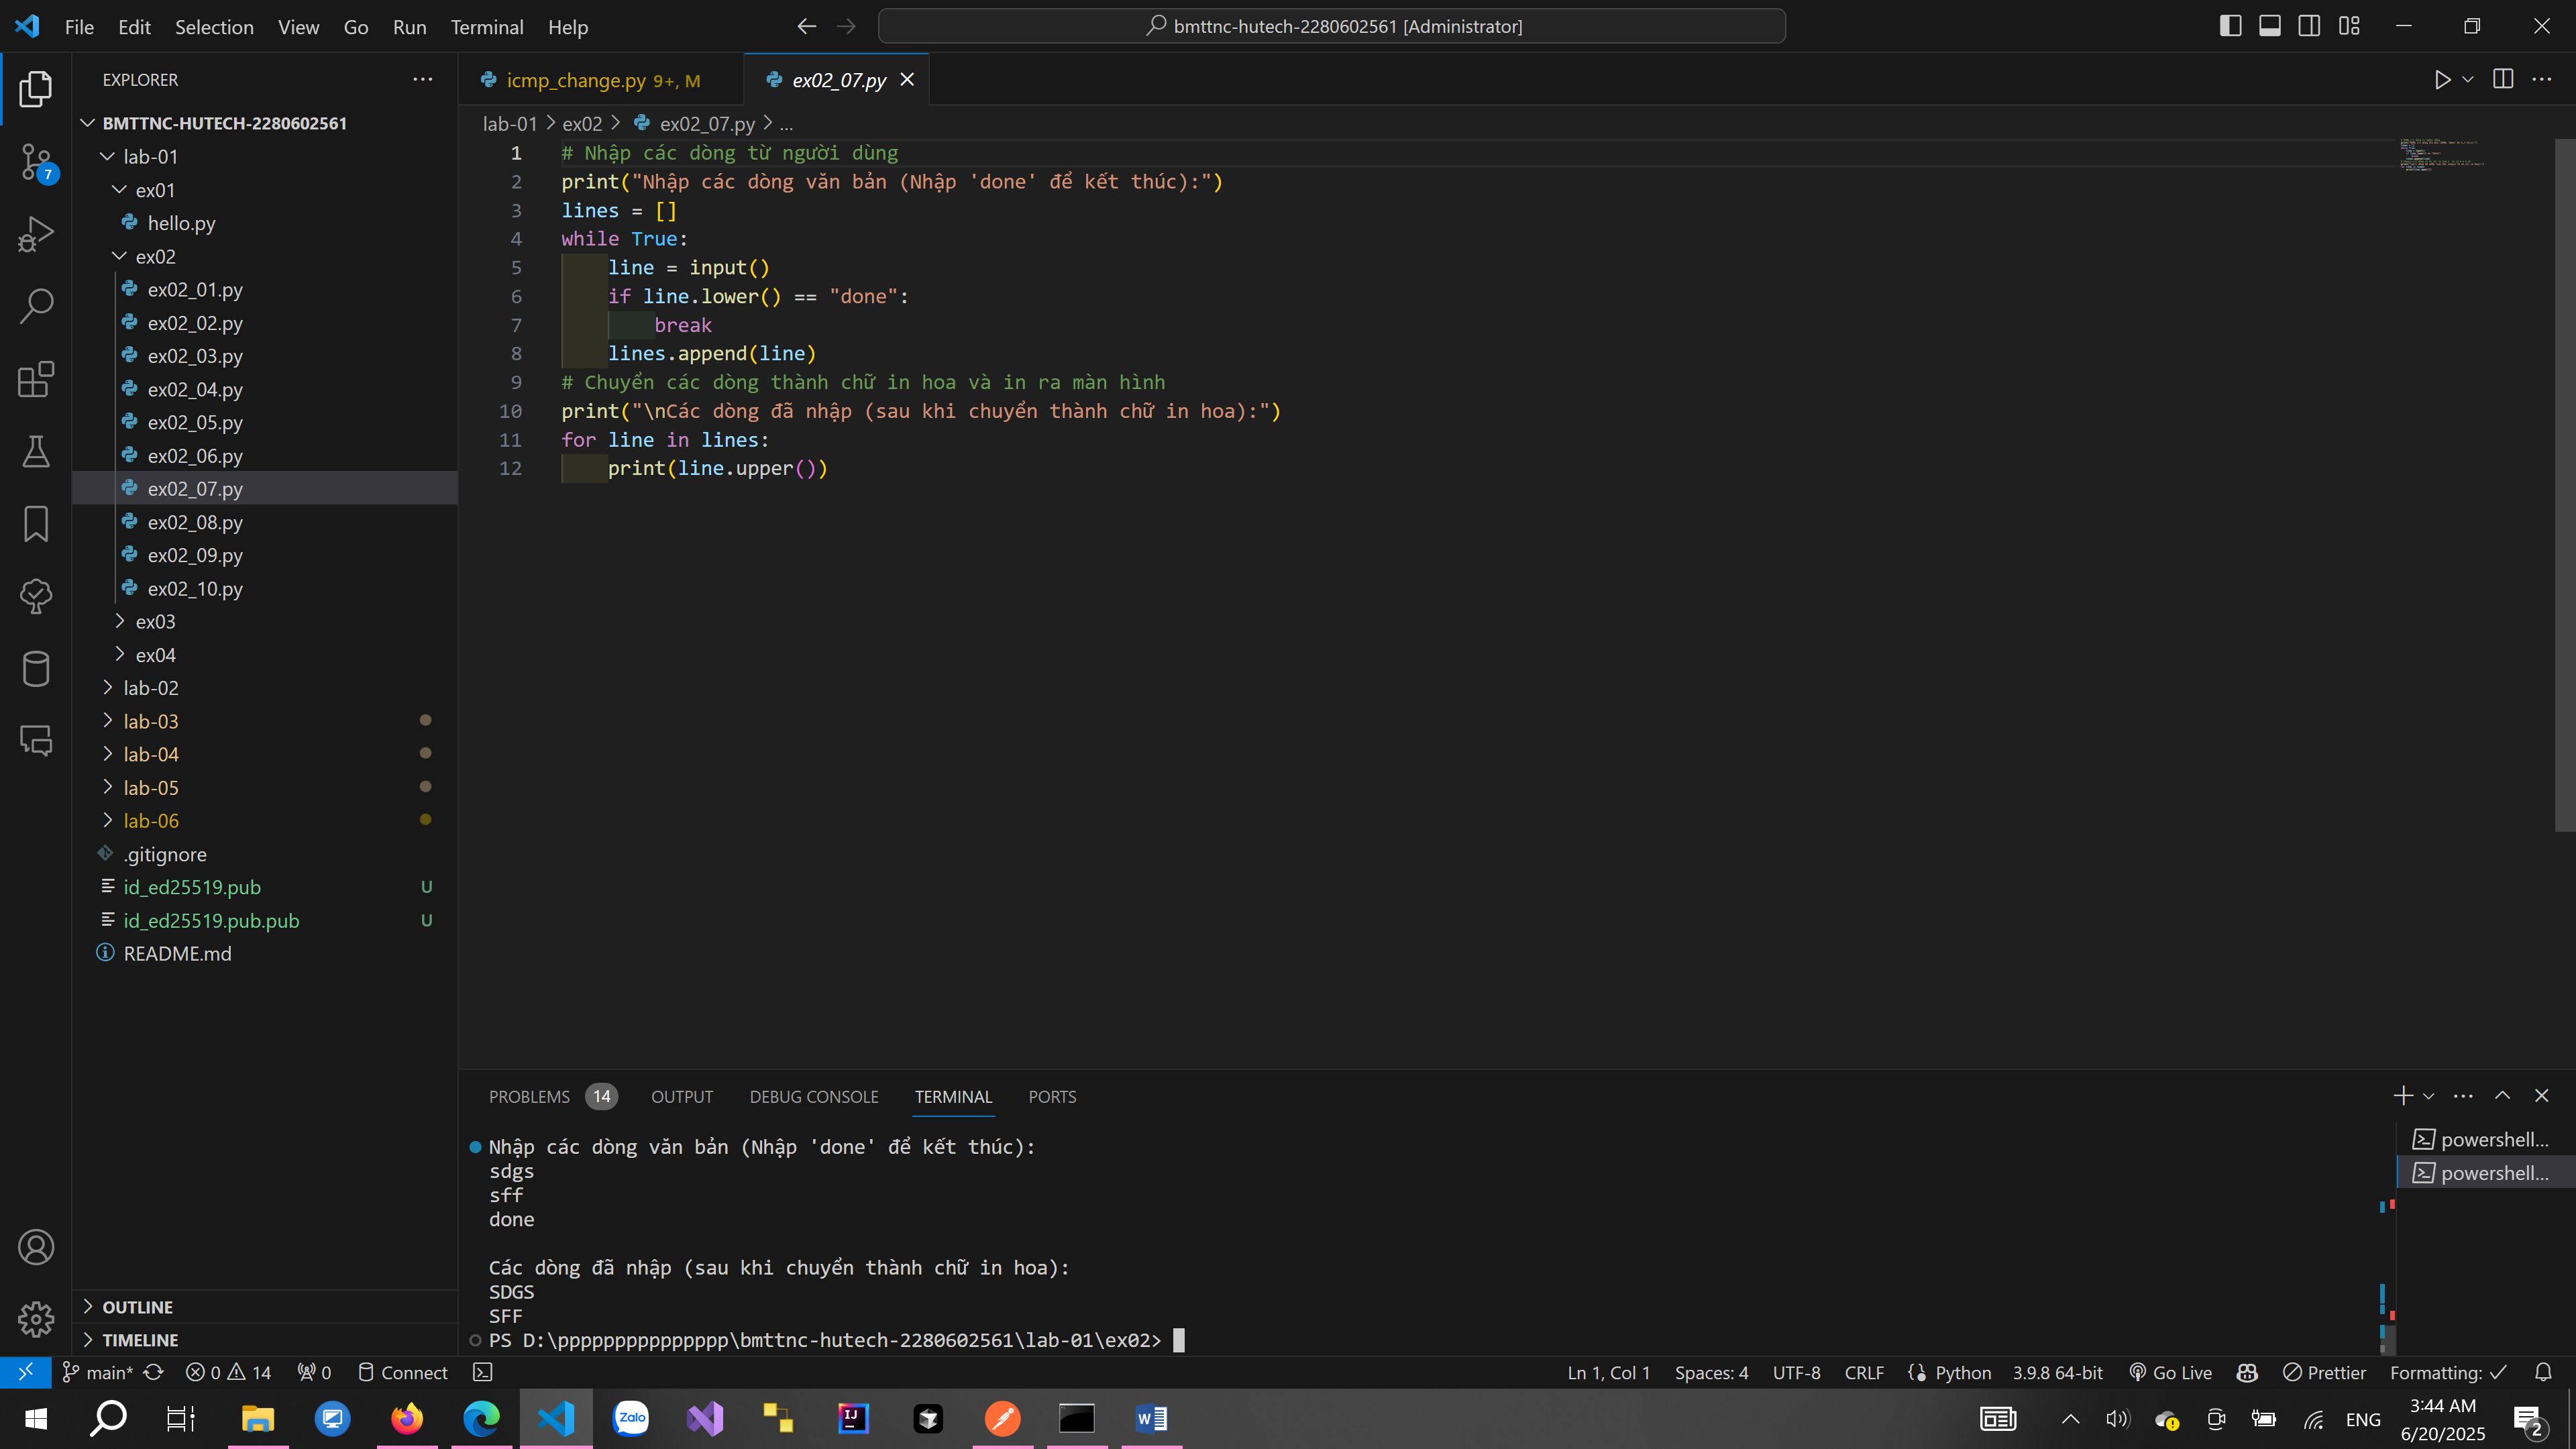 File Edit Selection View Go Run Terminal Help
bmttnc-hutech-2280602561 [Administrator]
EXPLORER
BMTTNC-HUTECH-2280602561
lab-01
ex01
hello.py
ex02
ex02_01.py
ex02_02.py
ex02_03.py
ex02_04.py
ex02_05.py
ex02_06.py
ex02_07.py
ex02_08.py
ex02_09.py
ex02_10.py
ex03
ex04
lab-02
lab-03
lab-04
lab-05
lab-06
.gitignore
id_ed25519.pub U
id_ed25519.pub.pub U
README.md
OUTLINE
TIMELINE
7
icmp_change.py 9+, M
ex02_07.py
lab-01 > ex02 > ex02_07.py > ...
1 # Nhập các dòng từ người dùng
2 print("Nhập các dòng văn bản (Nhập 'done' để kết thúc):")
3 lines = []
4 while True:
5 line = input()
6 if line.lower() == "done":
7 break
8 lines.append(line)
9 # Chuyển các dòng thành chữ in hoa và in ra màn hình
10 print("\nCác dòng đã nhập (sau khi chuyển thành chữ in hoa):")
11 for line in lines:
12 print(line.upper())
PROBLEMS 14 OUTPUT DEBUG CONSOLE TERMINAL PORTS
Nhập các dòng văn bản (Nhập 'done' để kết thúc):
sdgs
sff
done
Các dòng đã nhập (sau khi chuyển thành chữ in hoa):
SDGS
SFF
PS D:\ppppppppppppppp\bmttnc-hutech-2280602561\lab-01\ex02>
powershell...
powershell...
main* 0 14 0 Connect
Ln 1, Col 1 Spaces: 4 UTF-8 CRLF Python 3.9.8 64-bit Go Live Prettier Formatting:
Zalo
IJ
W
ENG
3:44 AM
6/20/2025
2